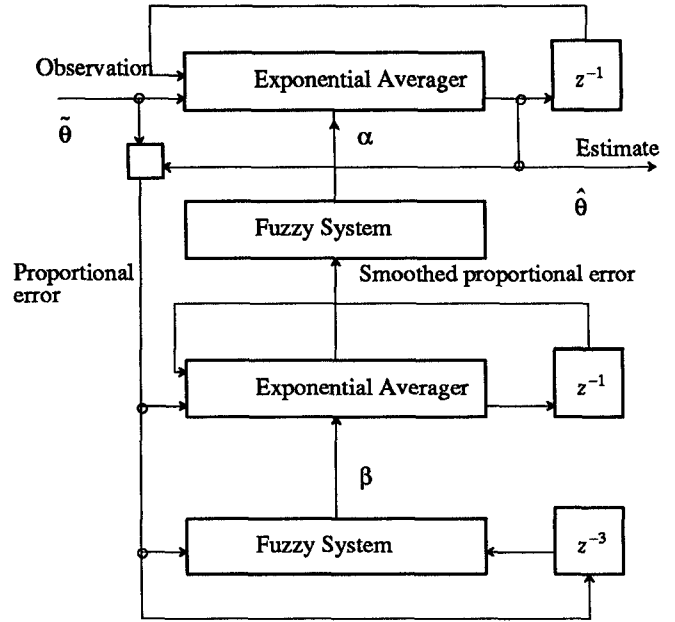 Observation
Exponential Averager
z⁻¹
θ̃
α
Estimate
θ̂
Fuzzy System
Proportional
error
Smoothed proportional error
Exponential Averager
z⁻¹
β
Fuzzy System
z⁻³